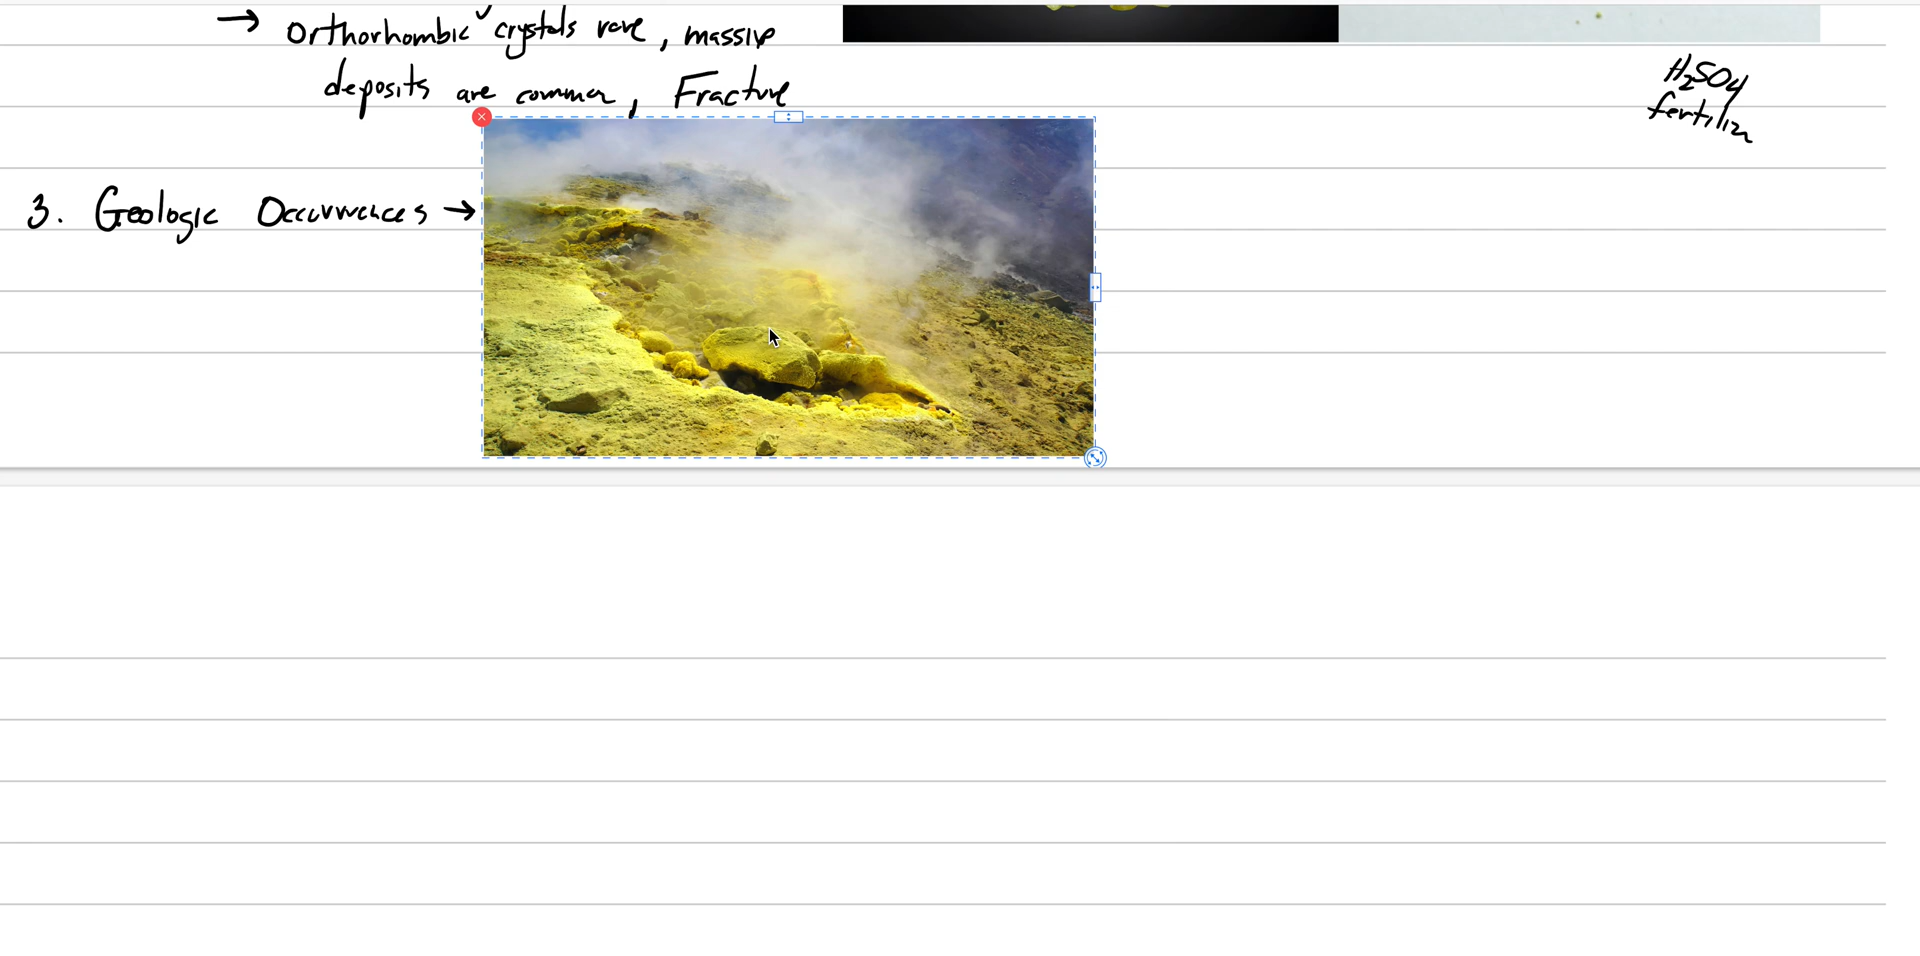 → Orthorhombic crystals rare, massive
deposits are common, Fracture
H₂SO₄
fertiliz
3. Geologic Occurrences →